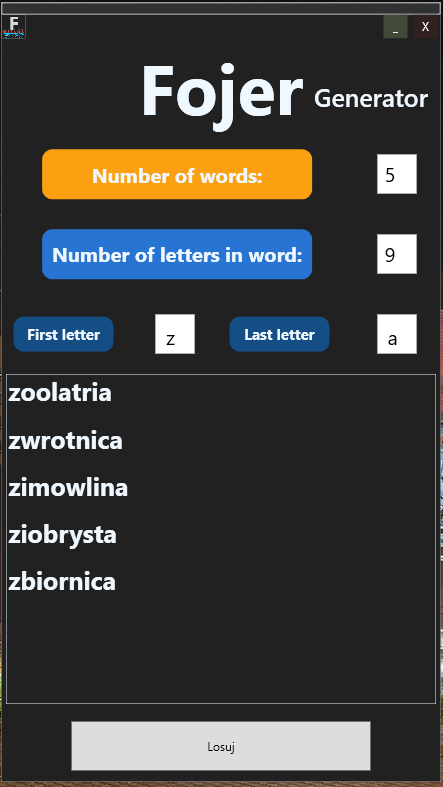 F
_ X
Fojer Generator
Number of words: 5
Number of letters in word: 9
First letter z Last letter a
zoolatria
zwrotnica
zimowlina
ziobrysta
zbiornica
Losuj